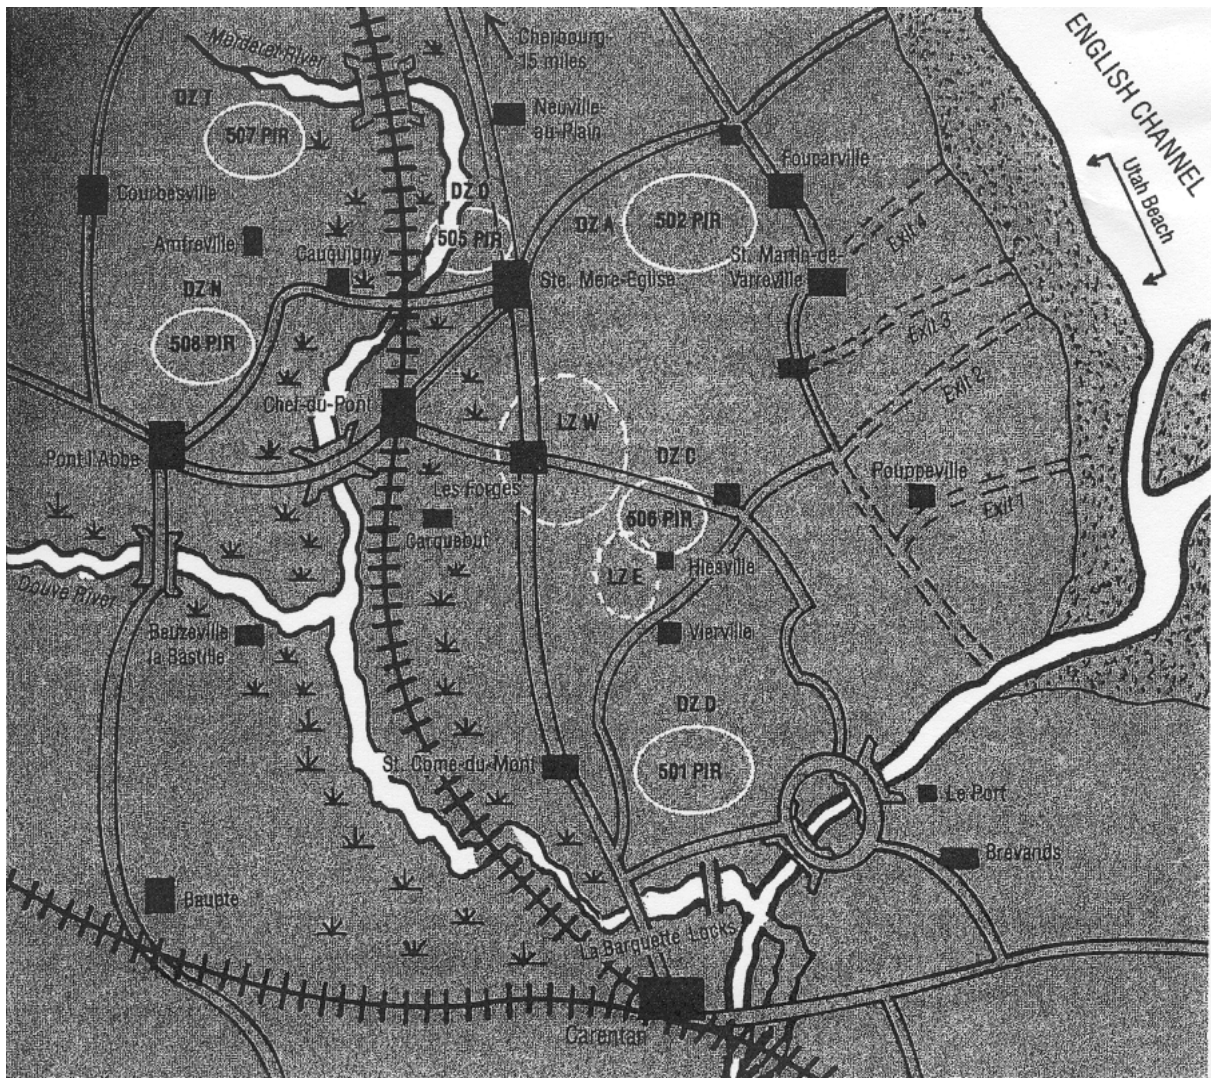 ENGLISH CHANNEL
Utah Beach
Cherbourg-
15 miles
Merderet River
DZ T
507 PIR
Neuville-
au-Plain
Foucarville
Courbesville
DZ O
505 PIR
DZ A
502 PIR
Exit 4
Amfreville
Cauquigny
Ste. Mere-Eglise
St. Martin-de-
Varreville
DZ N
508 PIR
Exit 3
Exit 2
Chef-du-Pont
LZ W
DZ C
Pont l'Abbe
Les Forges
Pouppeville
Exit 1
506 PIR
Carquebut
Hiesville
LZ E
Douve River
Beuzeville
la Bastille
Vierville
DZ D
501 PIR
St. Come-du-Mont
Le Port
Brevands
Baupte
La Barquette Locks
Carentan